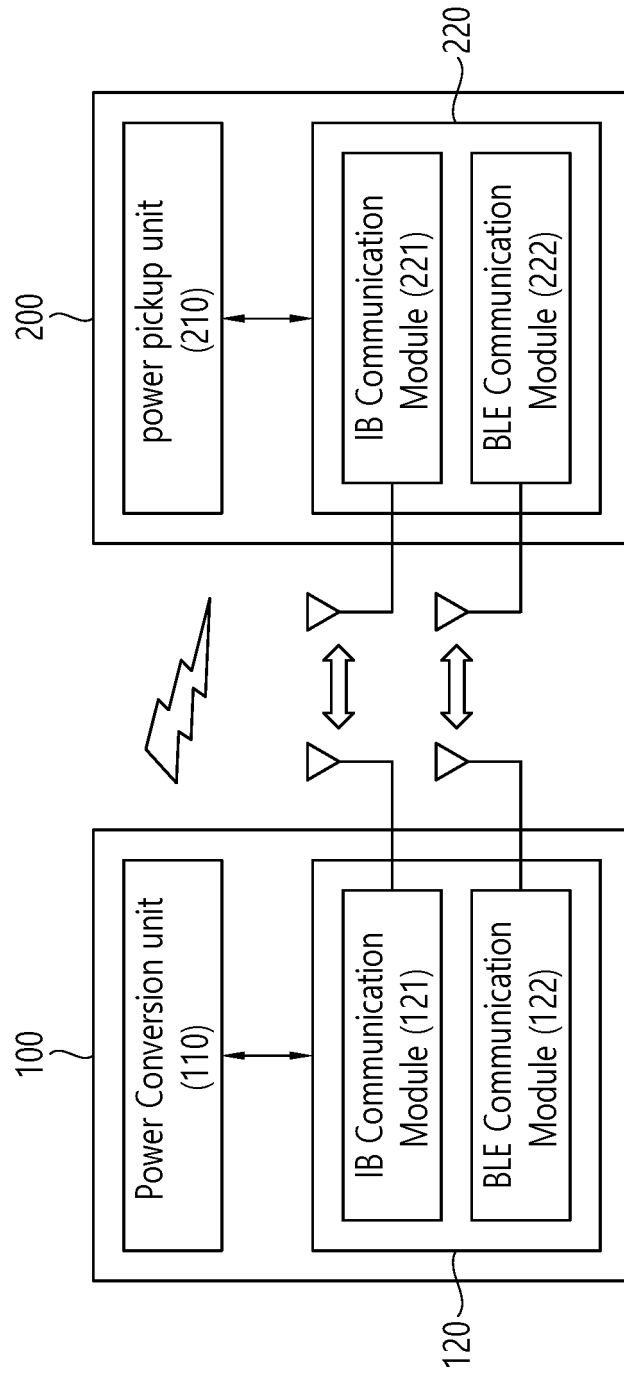 100
Power Conversion unit
(110)
IB Communication
Module (121)
BLE Communication
Module (122)
120
200
power pickup unit
(210)
IB Communication
Module (221)
BLE Communication
Module (222)
220